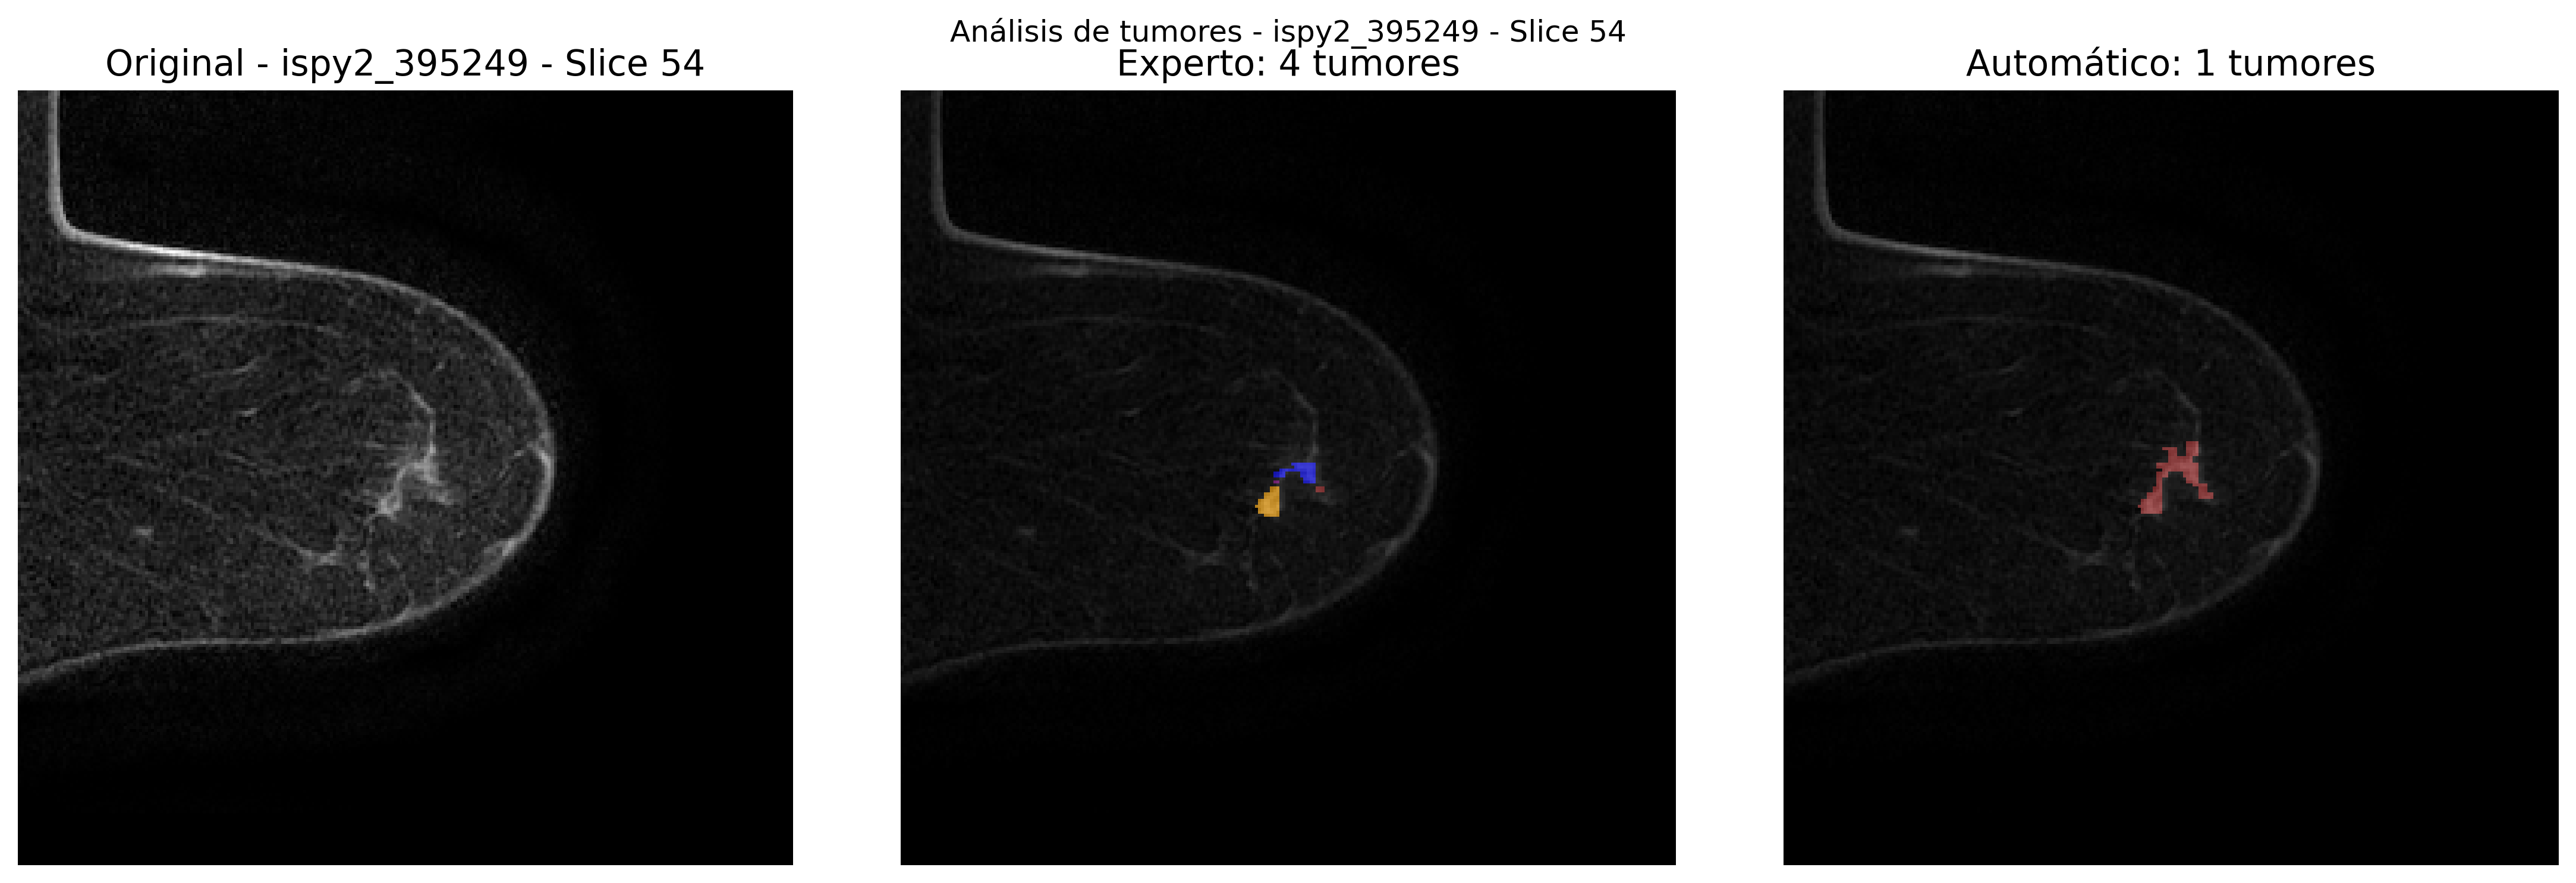 Análisis de tumores - ispy2_395249 - Slice 54
Original - ispy2_395249 - Slice 54
Experto: 4 tumores
Automático: 1 tumores